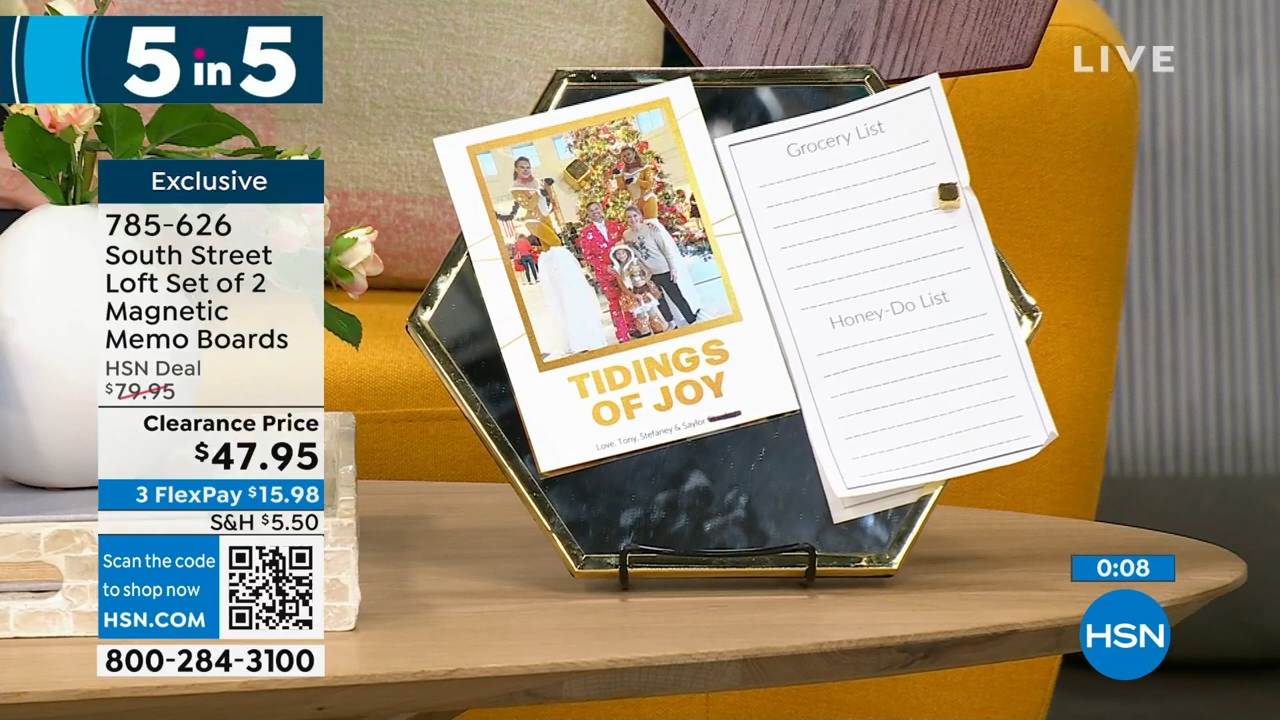 5 in 5
LIVE
Exclusive
785-626
South Street
Loft Set of 2
Magnetic
Memo Boards
HSN Deal
$79.95
Clearance Price
$47.95
3 FlexPay $15.98
S&H $5.50
Scan the code
to shop now
HSN.COM
800-284-3100
TIDINGS
OF JOY
Love, Tony, Stefaney & Saylor
Grocery List
Honey-Do List
0:08
HSN